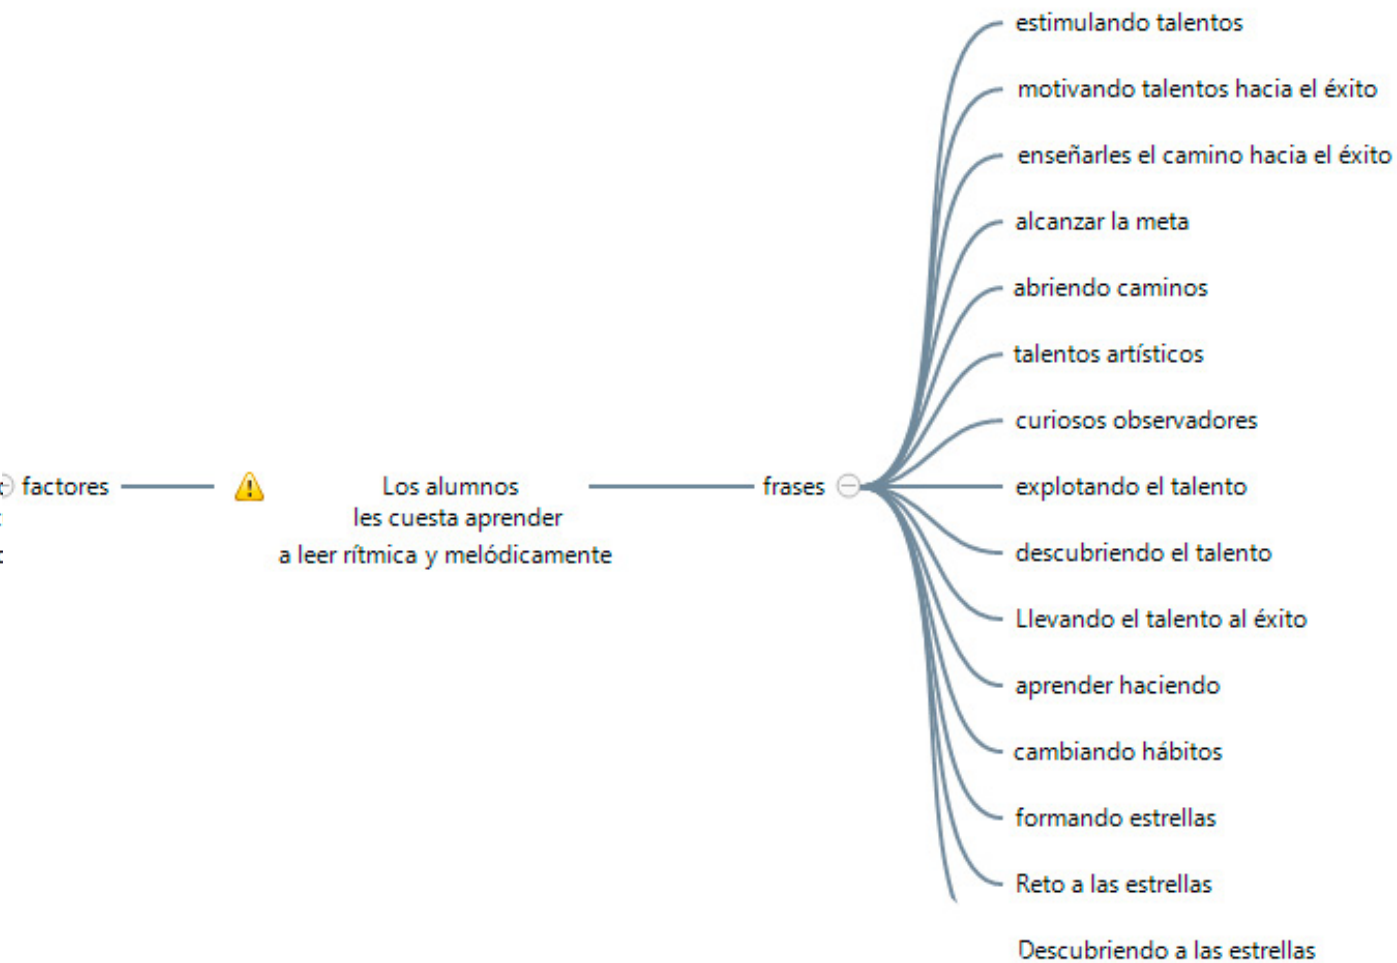 factores
Los alumnos
les cuesta aprender
a leer rítmica y melódicamente
frases
estimulando talentos
motivando talentos hacia el éxito
enseñarles el camino hacia el éxito
alcanzar la meta
abriendo caminos
talentos artísticos
curiosos observadores
explotando el talento
descubriendo el talento
Llevando el talento al éxito
aprender haciendo
cambiando hábitos
formando estrellas
Reto a las estrellas
Descubriendo a las estrellas